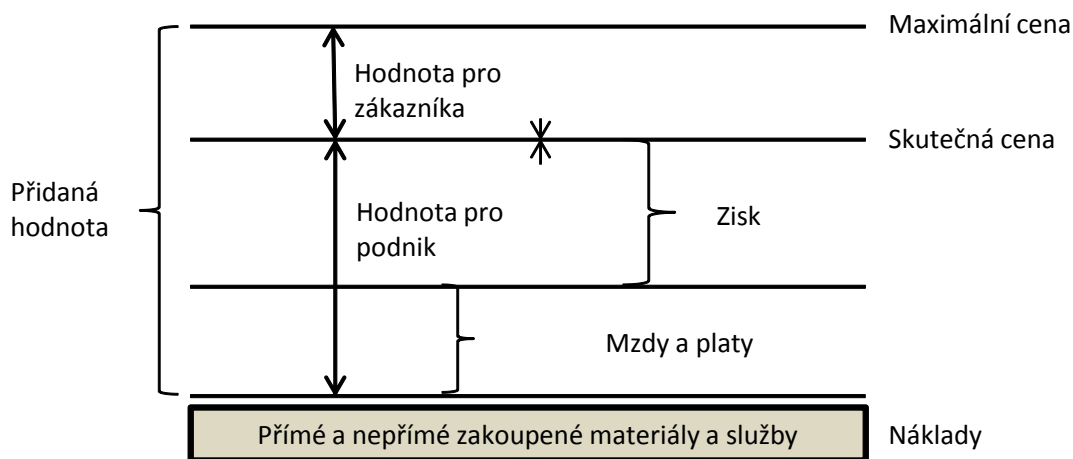 Maximální cena
Hodnota pro
zákazníka
Skutečná cena
Přidaná
hodnota
Hodnota pro
podnik
Zisk
Mzdy a platy
Přímé a nepřímé zakoupené materiály a služby
Náklady